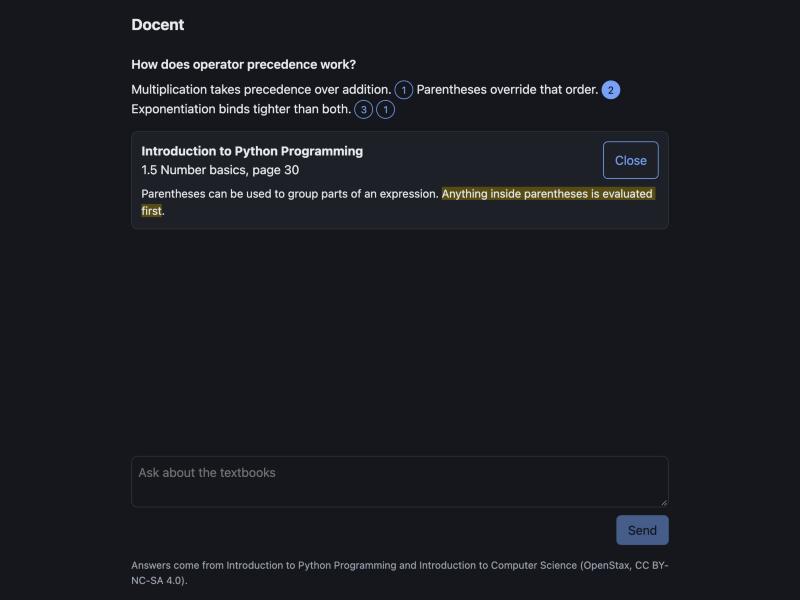 Docent
How does operator precedence work?
Multiplication takes precedence over addition. 1 Parentheses override that order. 2
Exponentiation binds tighter than both. 3 1
Introduction to Python Programming
1.5 Number basics, page 30
Close
Parentheses can be used to group parts of an expression. Anything inside parentheses is evaluated
first.
Ask about the textbooks
Send
Answers come from Introduction to Python Programming and Introduction to Computer Science (OpenStax, CC BY-
NC-SA 4.0).